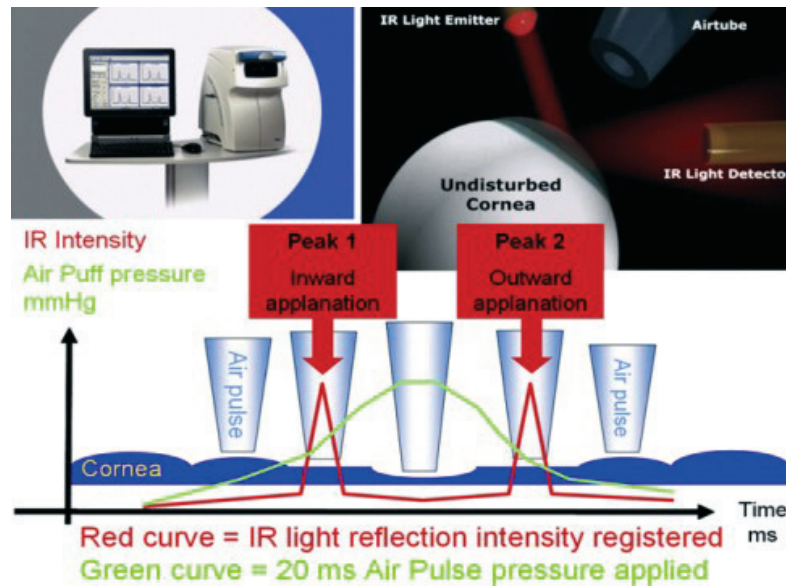 IR Light Emitter
Airtube
IR Light Detecto
Undisturbed
Cornea
IR Intensity
Air Puff pressure
mmHg
Peak 1
Inward
applanation
Peak 2
Outward
applanation
Air pulse
Air pulse
Cornea
Time
ms
Red curve = IR light reflection intensity registered
Green curve = 20 ms Air Pulse pressure applied